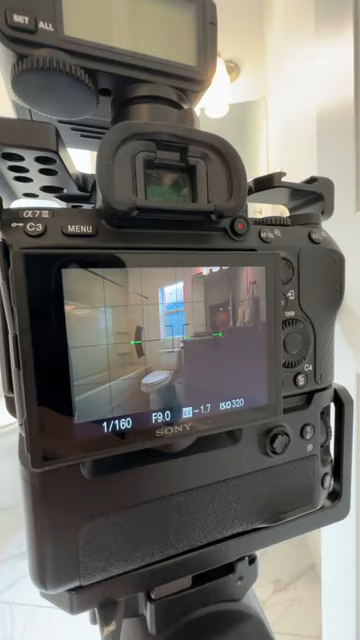 SET ALL
α7III
C3
MENU
C4
1/160 F9.0 -1.7 ISO 320
SONY